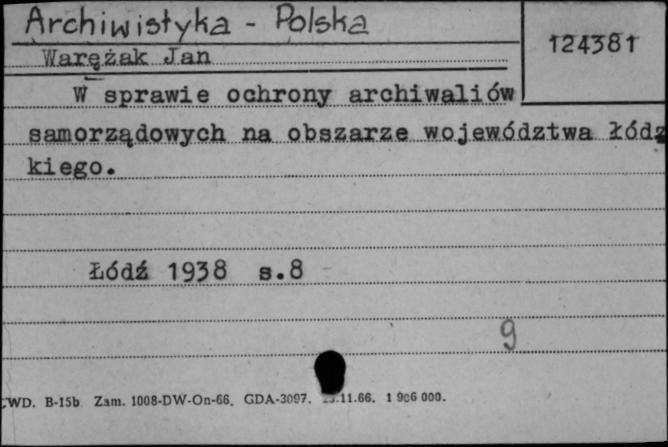 Archiwistyka - Polska
124381
Warężak Jan
W sprawie ochrony archiwaliów
samorządowych na obszarze województwa łódz
kiego.
Łódź 1938 s.8
9
WD. B-15b Zam. 1008-DW-On-66. GDA-3097. .11.66. 1 906 000.